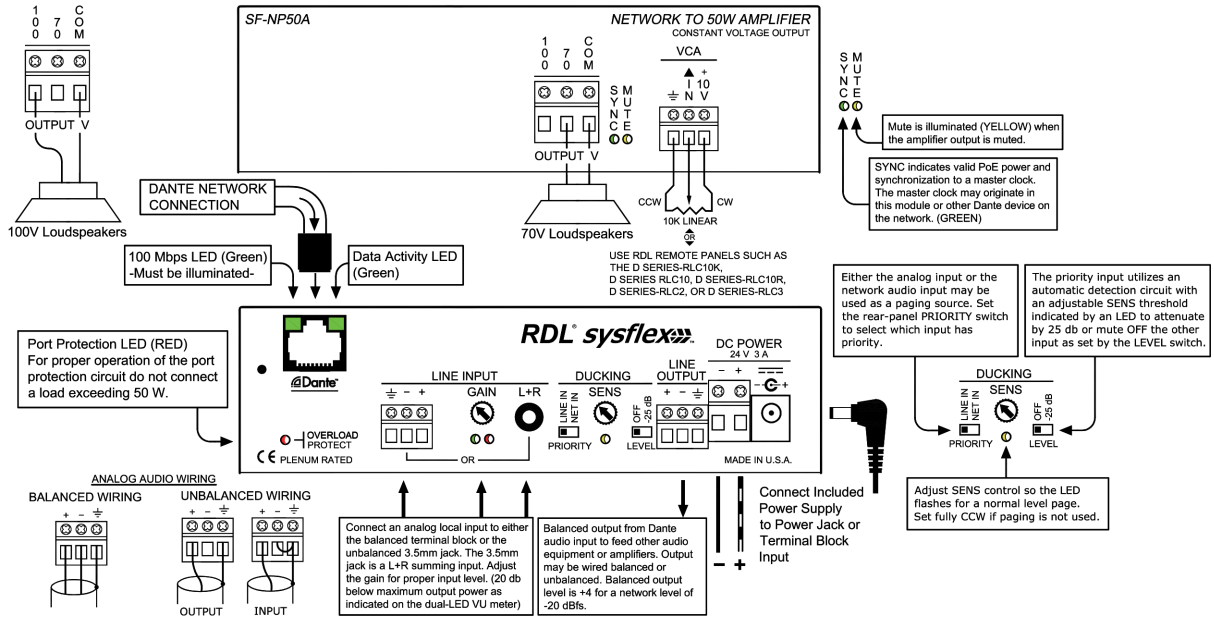 1 0 0
7 0
C O M
OUTPUT V
100V Loudspeakers
SF-NP50A
NETWORK TO 50W AMPLIFIER
CONSTANT VOLTAGE OUTPUT
1 0 0
7 0
C O M
S Y N C
M U T E
OUTPUT V
70V Loudspeakers
VCA
I N
+ 10 V
CCW
CW
10K LINEAR
OR
USE RDL REMOTE PANELS SUCH AS
THE D SERIES-RLC10K,
D SERIES RLC10, D SERIES-RLC10R,
D SERIES-RLC2, OR D SERIES-RLC3
S Y N C
M U T E
Mute is illuminated (YELLOW) when
the amplifier output is muted.
SYNC indicates valid PoE power and
synchronization to a master clock.
The master clock may originate in
this module or other Dante device on
the network. (GREEN)
DANTE NETWORK
CONNECTION
100 Mbps LED (Green)
-Must be illuminated-
Data Activity LED
(Green)
Either the analog input or the
network audio input may be
used as a paging source. Set
the rear-panel PRIORITY switch
to select which input has
priority.
The priority input utilizes an
automatic detection circuit with
an adjustable SENS threshold
indicated by an LED to attenuate
by 25 db or mute OFF the other
input as set by the LEVEL switch.
Port Protection LED (RED)
For proper operation of the port
protection circuit do not connect
a load exceeding 50 W.
Dante™
RDL® sysflex
OVERLOAD
PROTECT
CE PLENUM RATED
LINE INPUT
- +
GAIN
L+R
OR
DUCKING
SENS
LINE IN
NET IN
PRIORITY
OFF
-25 dB
LEVEL
LINE
OUTPUT
+ -
DC POWER
24 V 3 A
- +
- +
MADE IN U.S.A.
DUCKING
SENS
LINE IN
NET IN
PRIORITY
OFF
-25 dB
LEVEL
Adjust SENS control so the LED
flashes for a normal level page.
Set fully CCW if paging is not used.
ANALOG AUDIO WIRING
BALANCED WIRING
+ -
UNBALANCED WIRING
+ -
+ -
OUTPUT
INPUT
Connect an analog local input to either
the balanced terminal block or the
unbalanced 3.5mm jack. The 3.5mm
jack is a L+R summing input. Adjust
the gain for proper input level. (20 db
below maximum output power as
indicated on the dual-LED VU meter)
Balanced output from Dante
audio input to feed other audio
equipment or amplifiers. Output
may be wired balanced or
unbalanced. Balanced output
level is +4 for a network level of
-20 dBfs.
- +
Connect Included
Power Supply
to Power Jack or
Terminal Block
Input